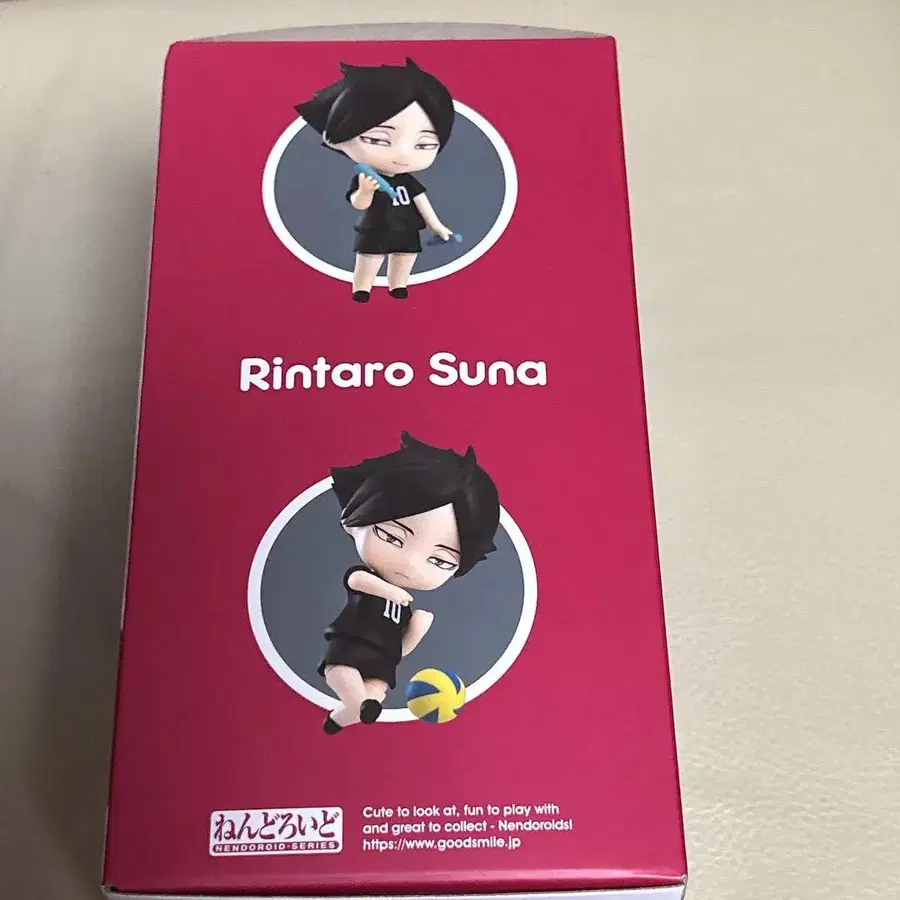 10
Rintaro Suna
10
ねんどろいど
NENDOROID·SERIES
Cute to look at, fun to play with
and great to collect - Nendoroids!
https://www.goodsmile.jp